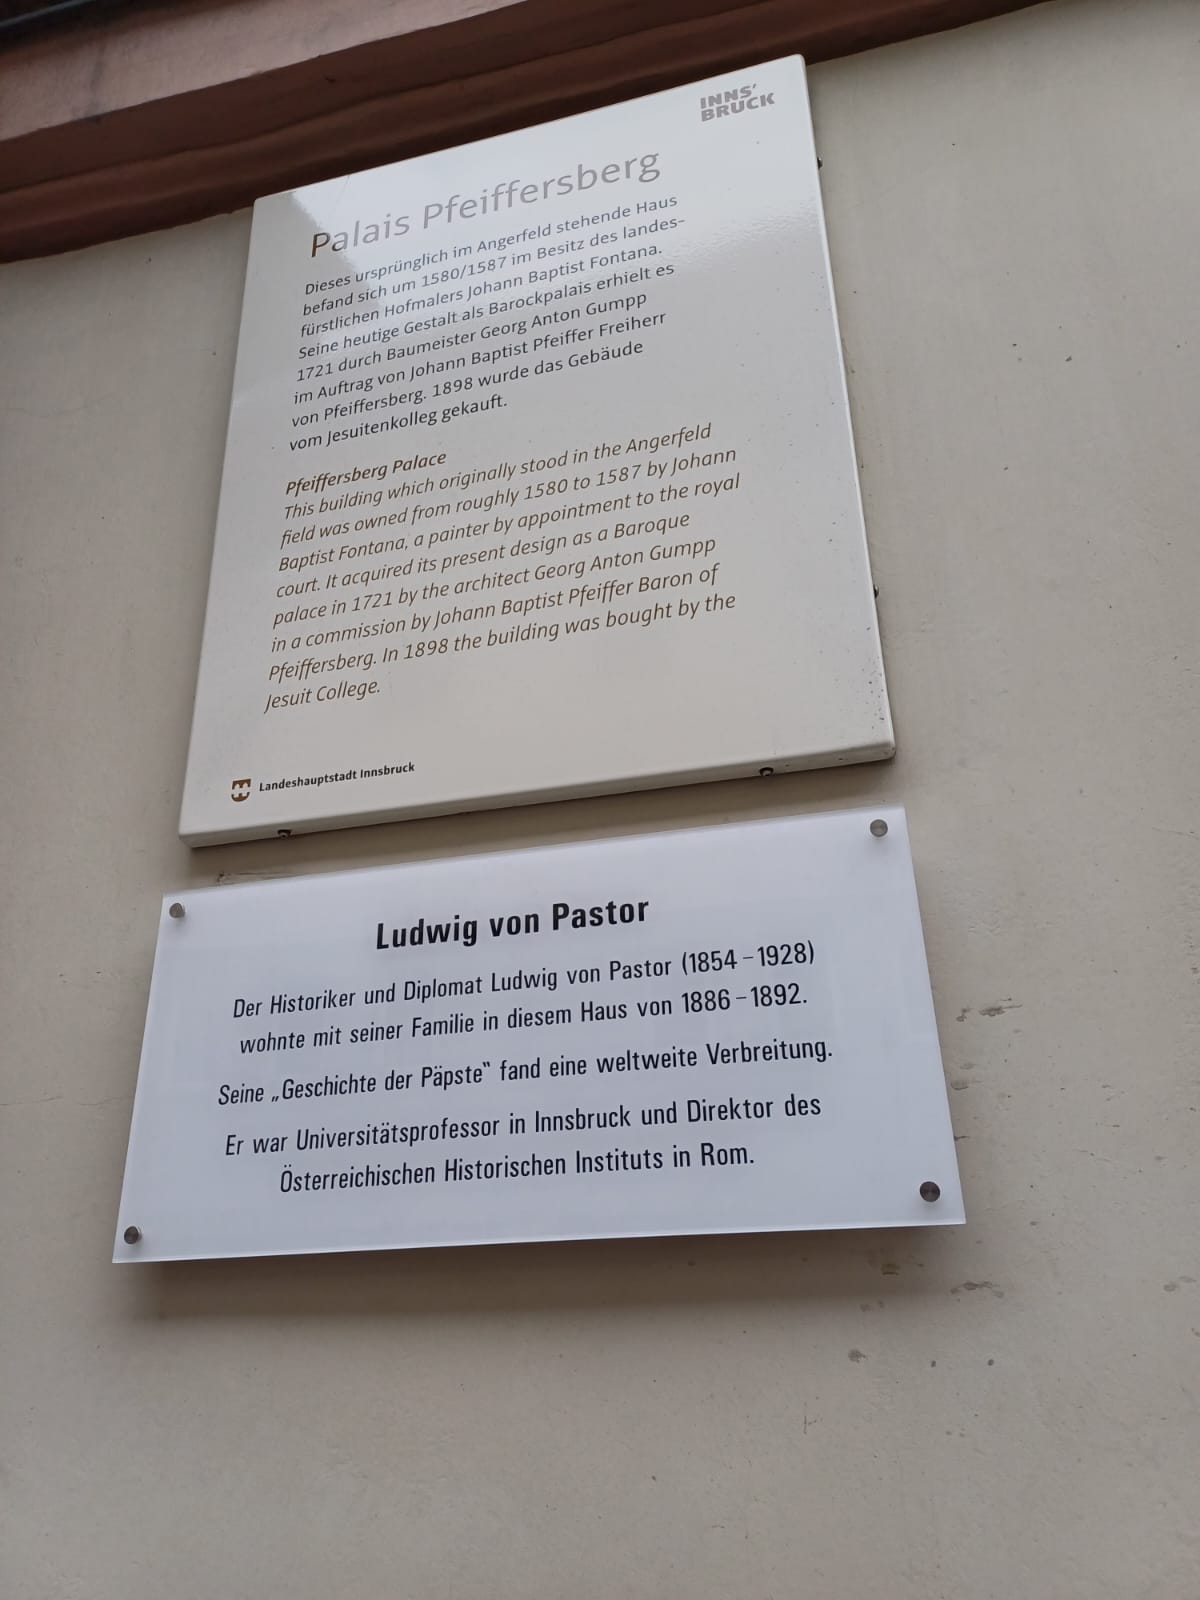 INNS'
BRUCK
Palais Pfeiffersberg
Dieses ursprünglich im Angerfeld stehende Haus
befand sich um 1580/1587 im Besitz des landes-
fürstlichen Hofmalers Johann Baptist Fontana.
Seine heutige Gestalt als Barockpalais erhielt es
1721 durch Baumeister Georg Anton Gumpp
im Auftrag von Johann Baptist Pfeiffer Freiherr
von Pfeiffersberg. 1898 wurde das Gebäude
vom Jesuitenkolleg gekauft.
Pfeiffersberg Palace
This building which originally stood in the Angerfeld
field was owned from roughly 1580 to 1587 by Johann
Baptist Fontana, a painter by appointment to the royal
court. It acquired its present design as a Baroque
palace in 1721 by the architect Georg Anton Gumpp
in a commission by Johann Baptist Pfeiffer Baron of
Pfeiffersberg. In 1898 the building was bought by the
Jesuit College.
Landeshauptstadt Innsbruck
Ludwig von Pastor
Der Historiker und Diplomat Ludwig von Pastor (1854–1928)
wohnte mit seiner Familie in diesem Haus von 1886–1892.
Seine „Geschichte der Päpste“ fand eine weltweite Verbreitung.
Er war Universitätsprofessor in Innsbruck und Direktor des
Österreichischen Historischen Instituts in Rom.